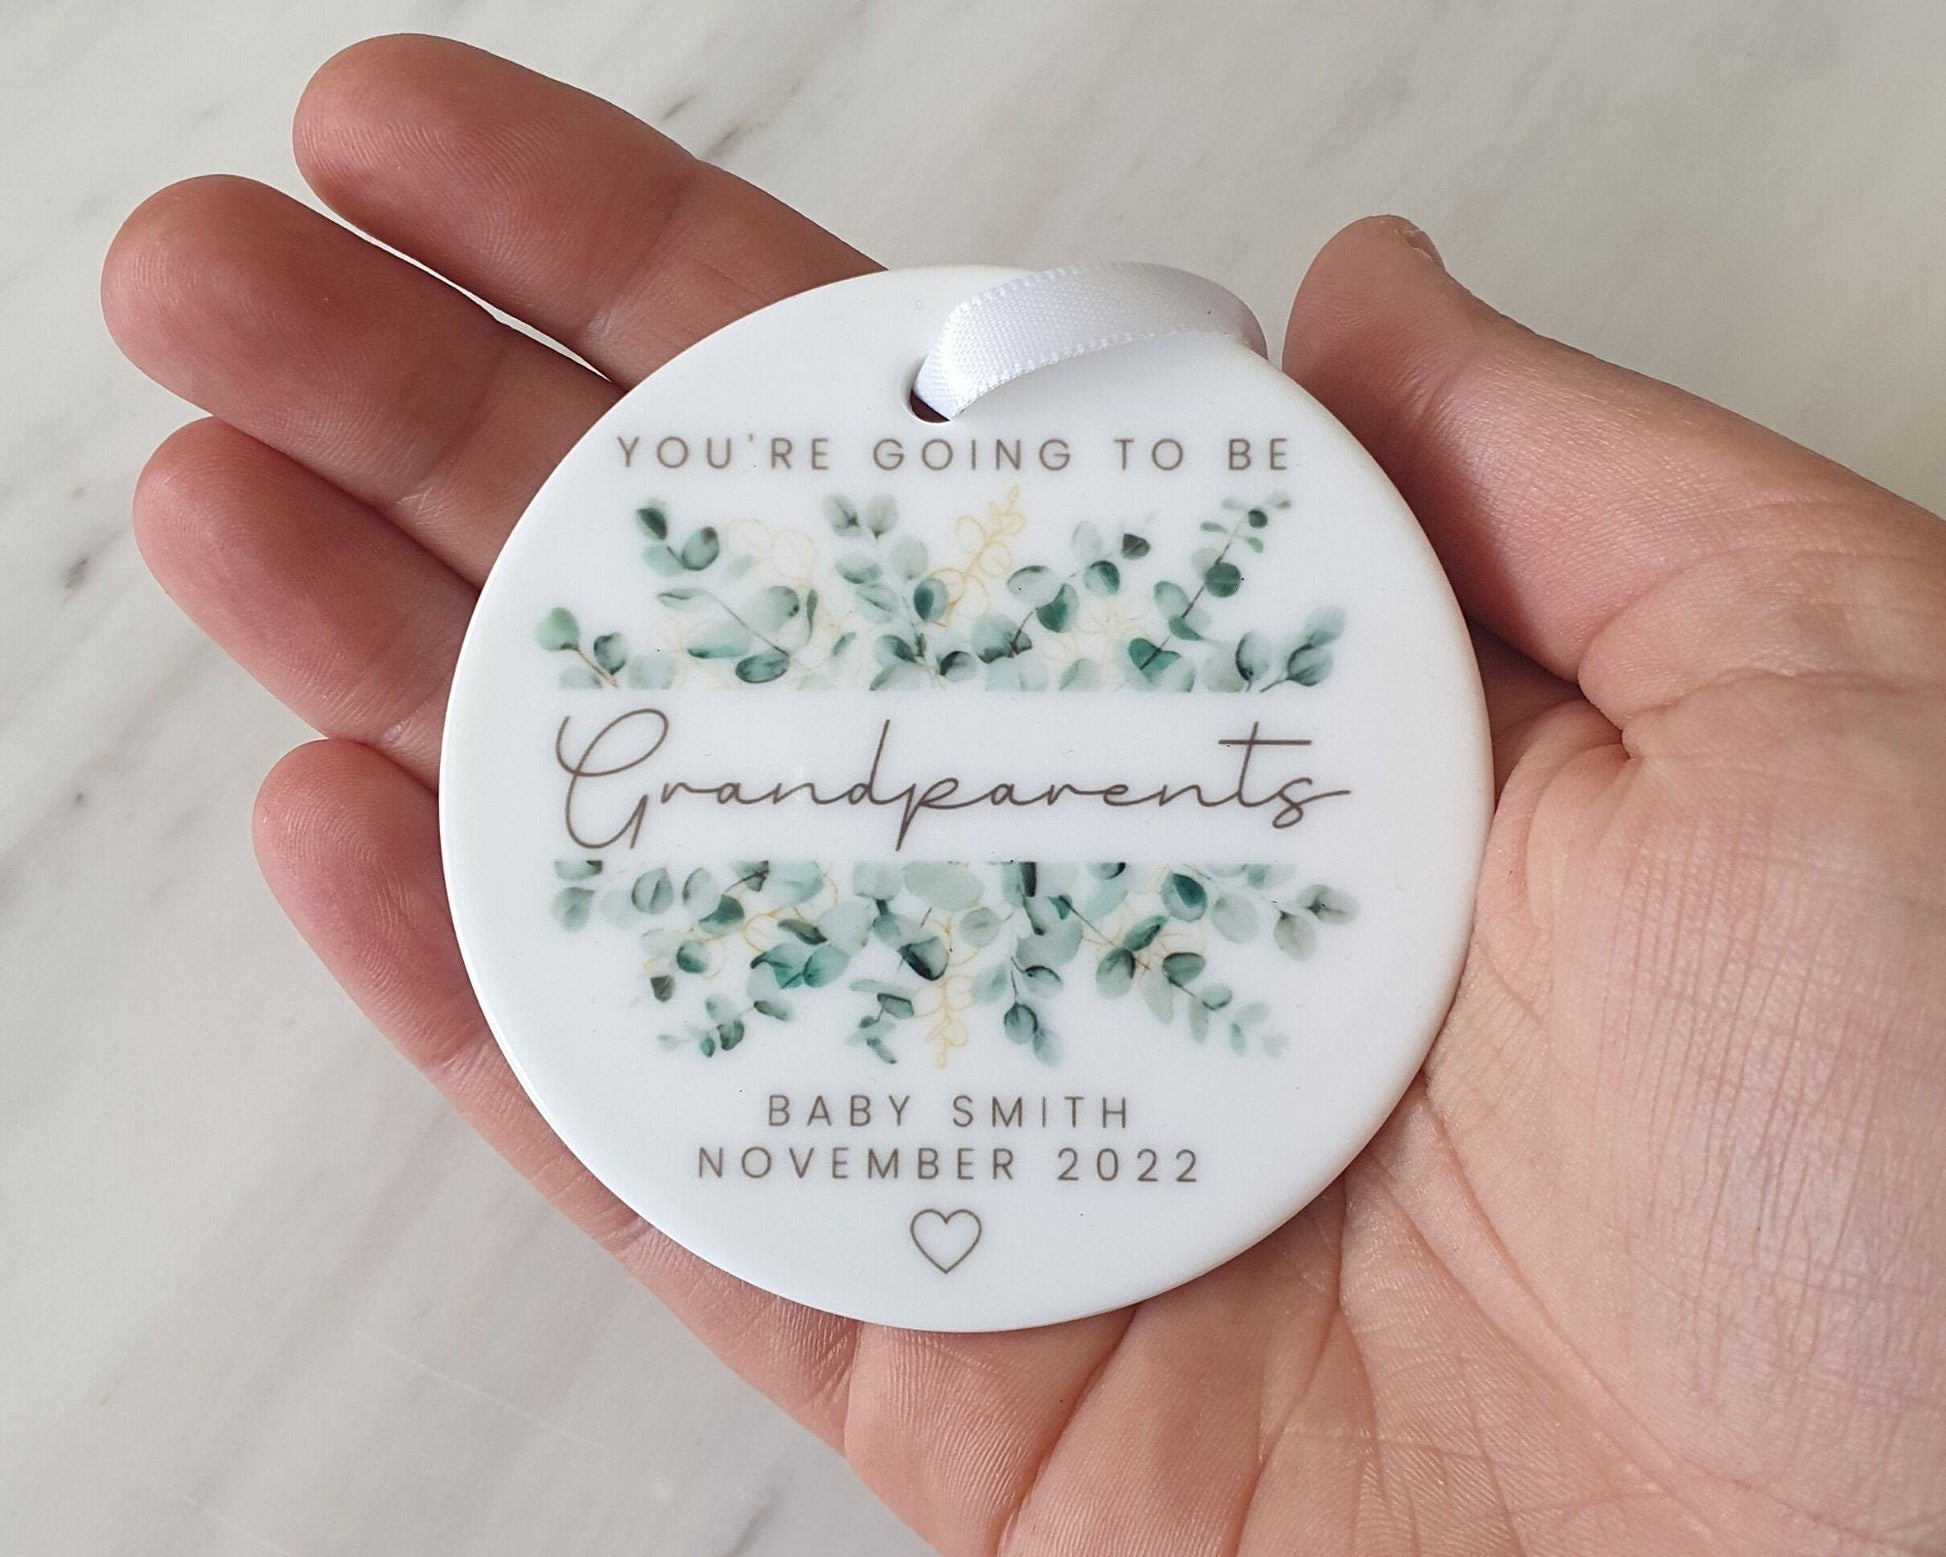 YOU'RE GOING TO BE
Grandparents
BABY SMITH
NOVEMBER 2022